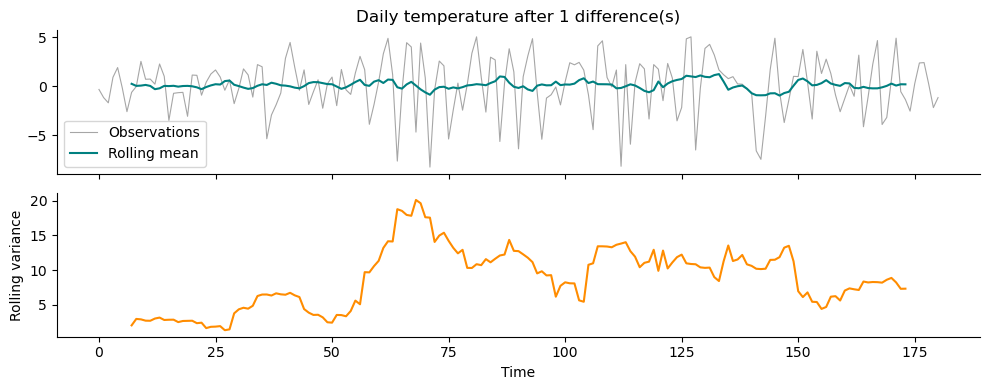 Daily temperature after 1 difference(s)
5
0
−5
Observations
Rolling mean
Rolling variance
20
15
10
5
0 25 50 75 100 125 150 175
Time